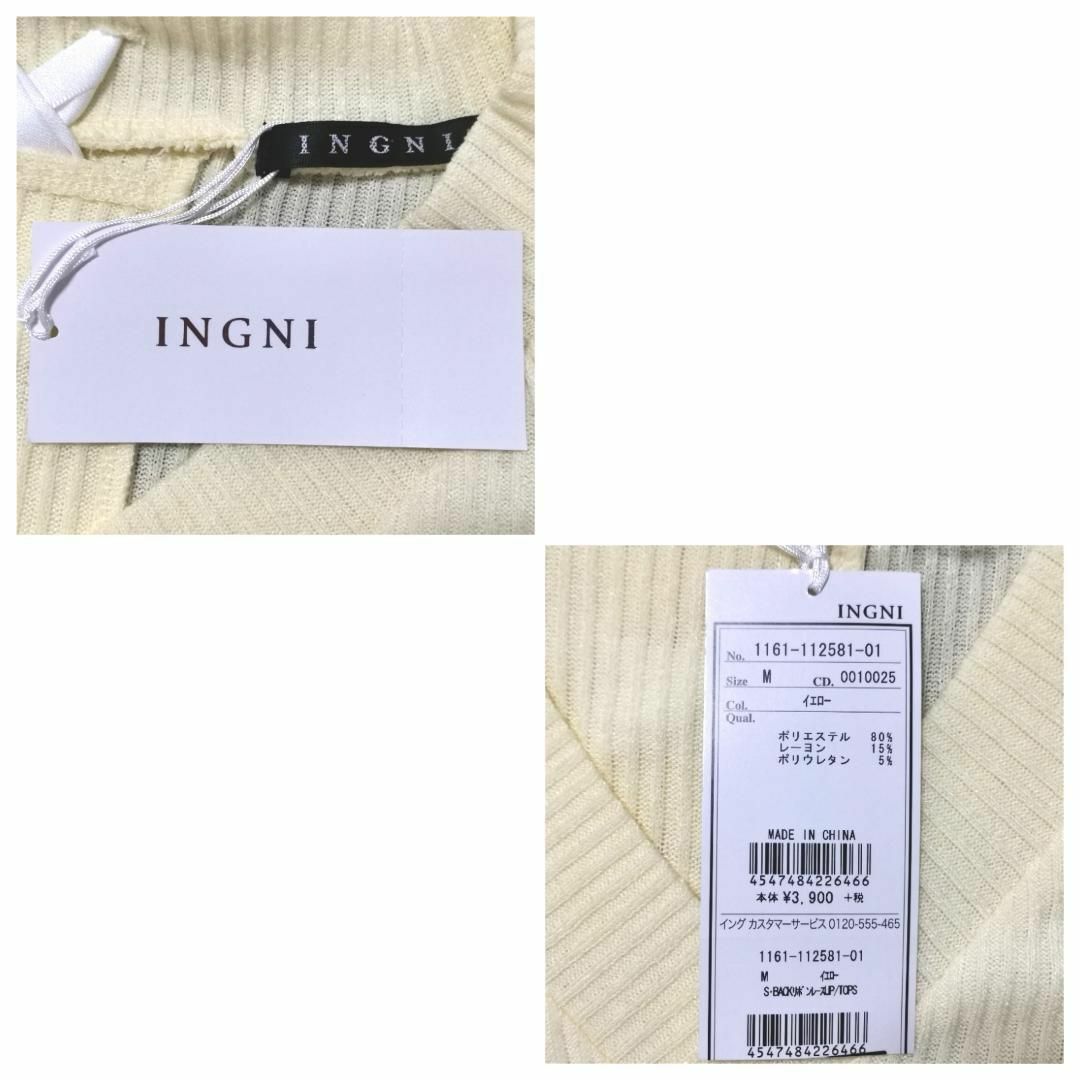 INGNI
INGNI
INGNI
No. 1161-112581-01
Size M CD. 0010025
Col. イエロー
Qual.
ポリエステル 80%
レーヨン 15%
ポリウレタン 5%
MADE IN CHINA
4547484226466
本体 ¥3,900 +税
イング カスタマーサービス 0120-555-465
1161-112581-01
M イエロー
S・BACKリボンレースUP/TOPS
4547484226466